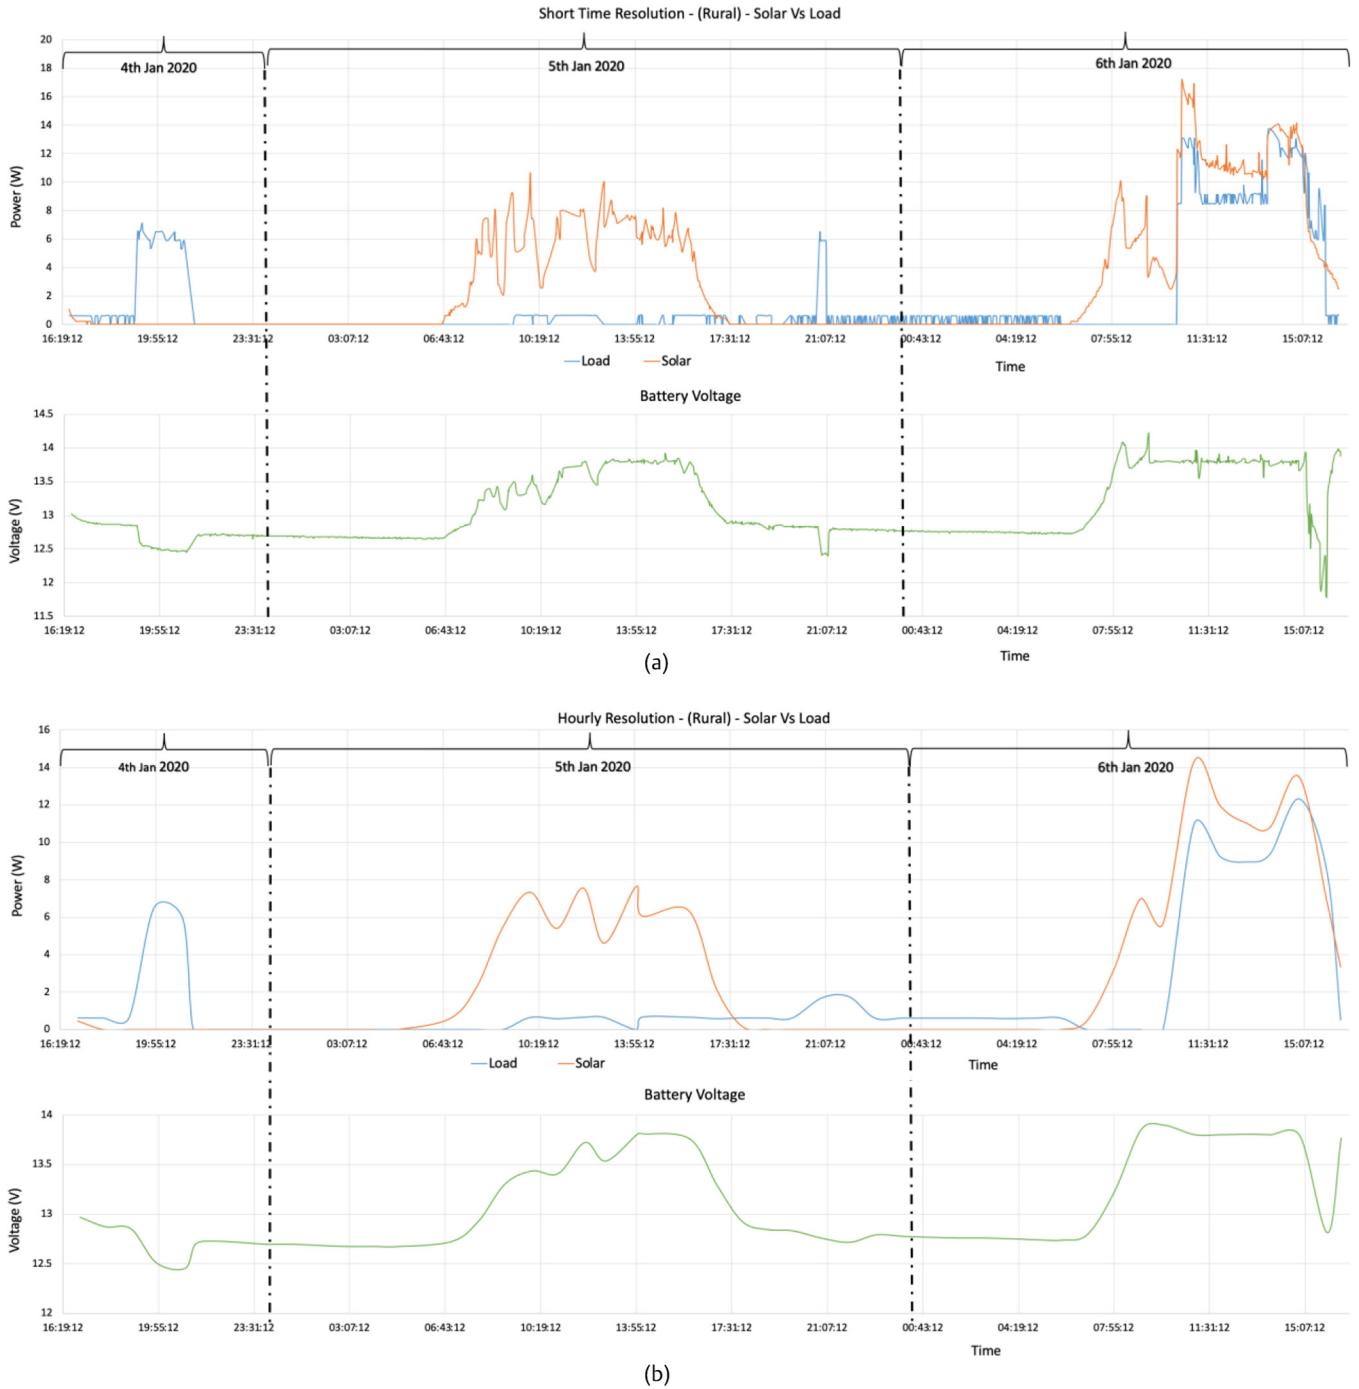 Short Time Resolution - (Rural) - Solar Vs Load
20
4th Jan 2020
5th Jan 2020
6th Jan 2020
18
16
14
12
10
8
6
4
2
0
Power (W)
16:19:12 19:55:12 23:31:12 03:07:12 06:43:12 10:19:12 13:55:12 17:31:12 21:07:12 00:43:12 04:19:12 07:55:12 11:31:12 15:07:12
Load Solar
Time
Battery Voltage
14.5
14
13.5
13
12.5
12
11.5
Voltage (V)
16:19:12 19:55:12 23:31:12 03:07:12 06:43:12 10:19:12 13:55:12 17:31:12 21:07:12 00:43:12 04:19:12 07:55:12 11:31:12 15:07:12
Time
(a)
Hourly Resolution - (Rural) - Solar Vs Load
16
4th Jan 2020
5th Jan 2020
6th Jan 2020
14
12
10
8
6
4
2
0
Power (W)
16:19:12 19:55:12 23:31:12 03:07:12 06:43:12 10:19:12 13:55:12 17:31:12 21:07:12 00:43:12 04:19:12 07:55:12 11:31:12 15:07:12
Load Solar
Time
Battery Voltage
14
13.5
13
12.5
12
Voltage (V)
16:19:12 19:55:12 23:31:12 03:07:12 06:43:12 10:19:12 13:55:12 17:31:12 21:07:12 00:43:12 04:19:12 07:55:12 11:31:12 15:07:12
Time
(b)